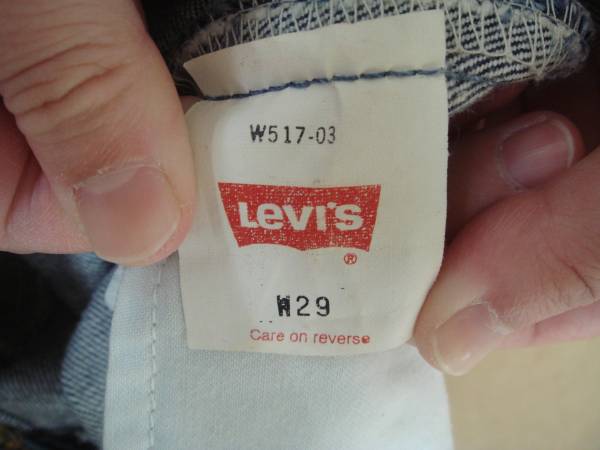 W517-03
Levi's
®
W29
Care on reverse